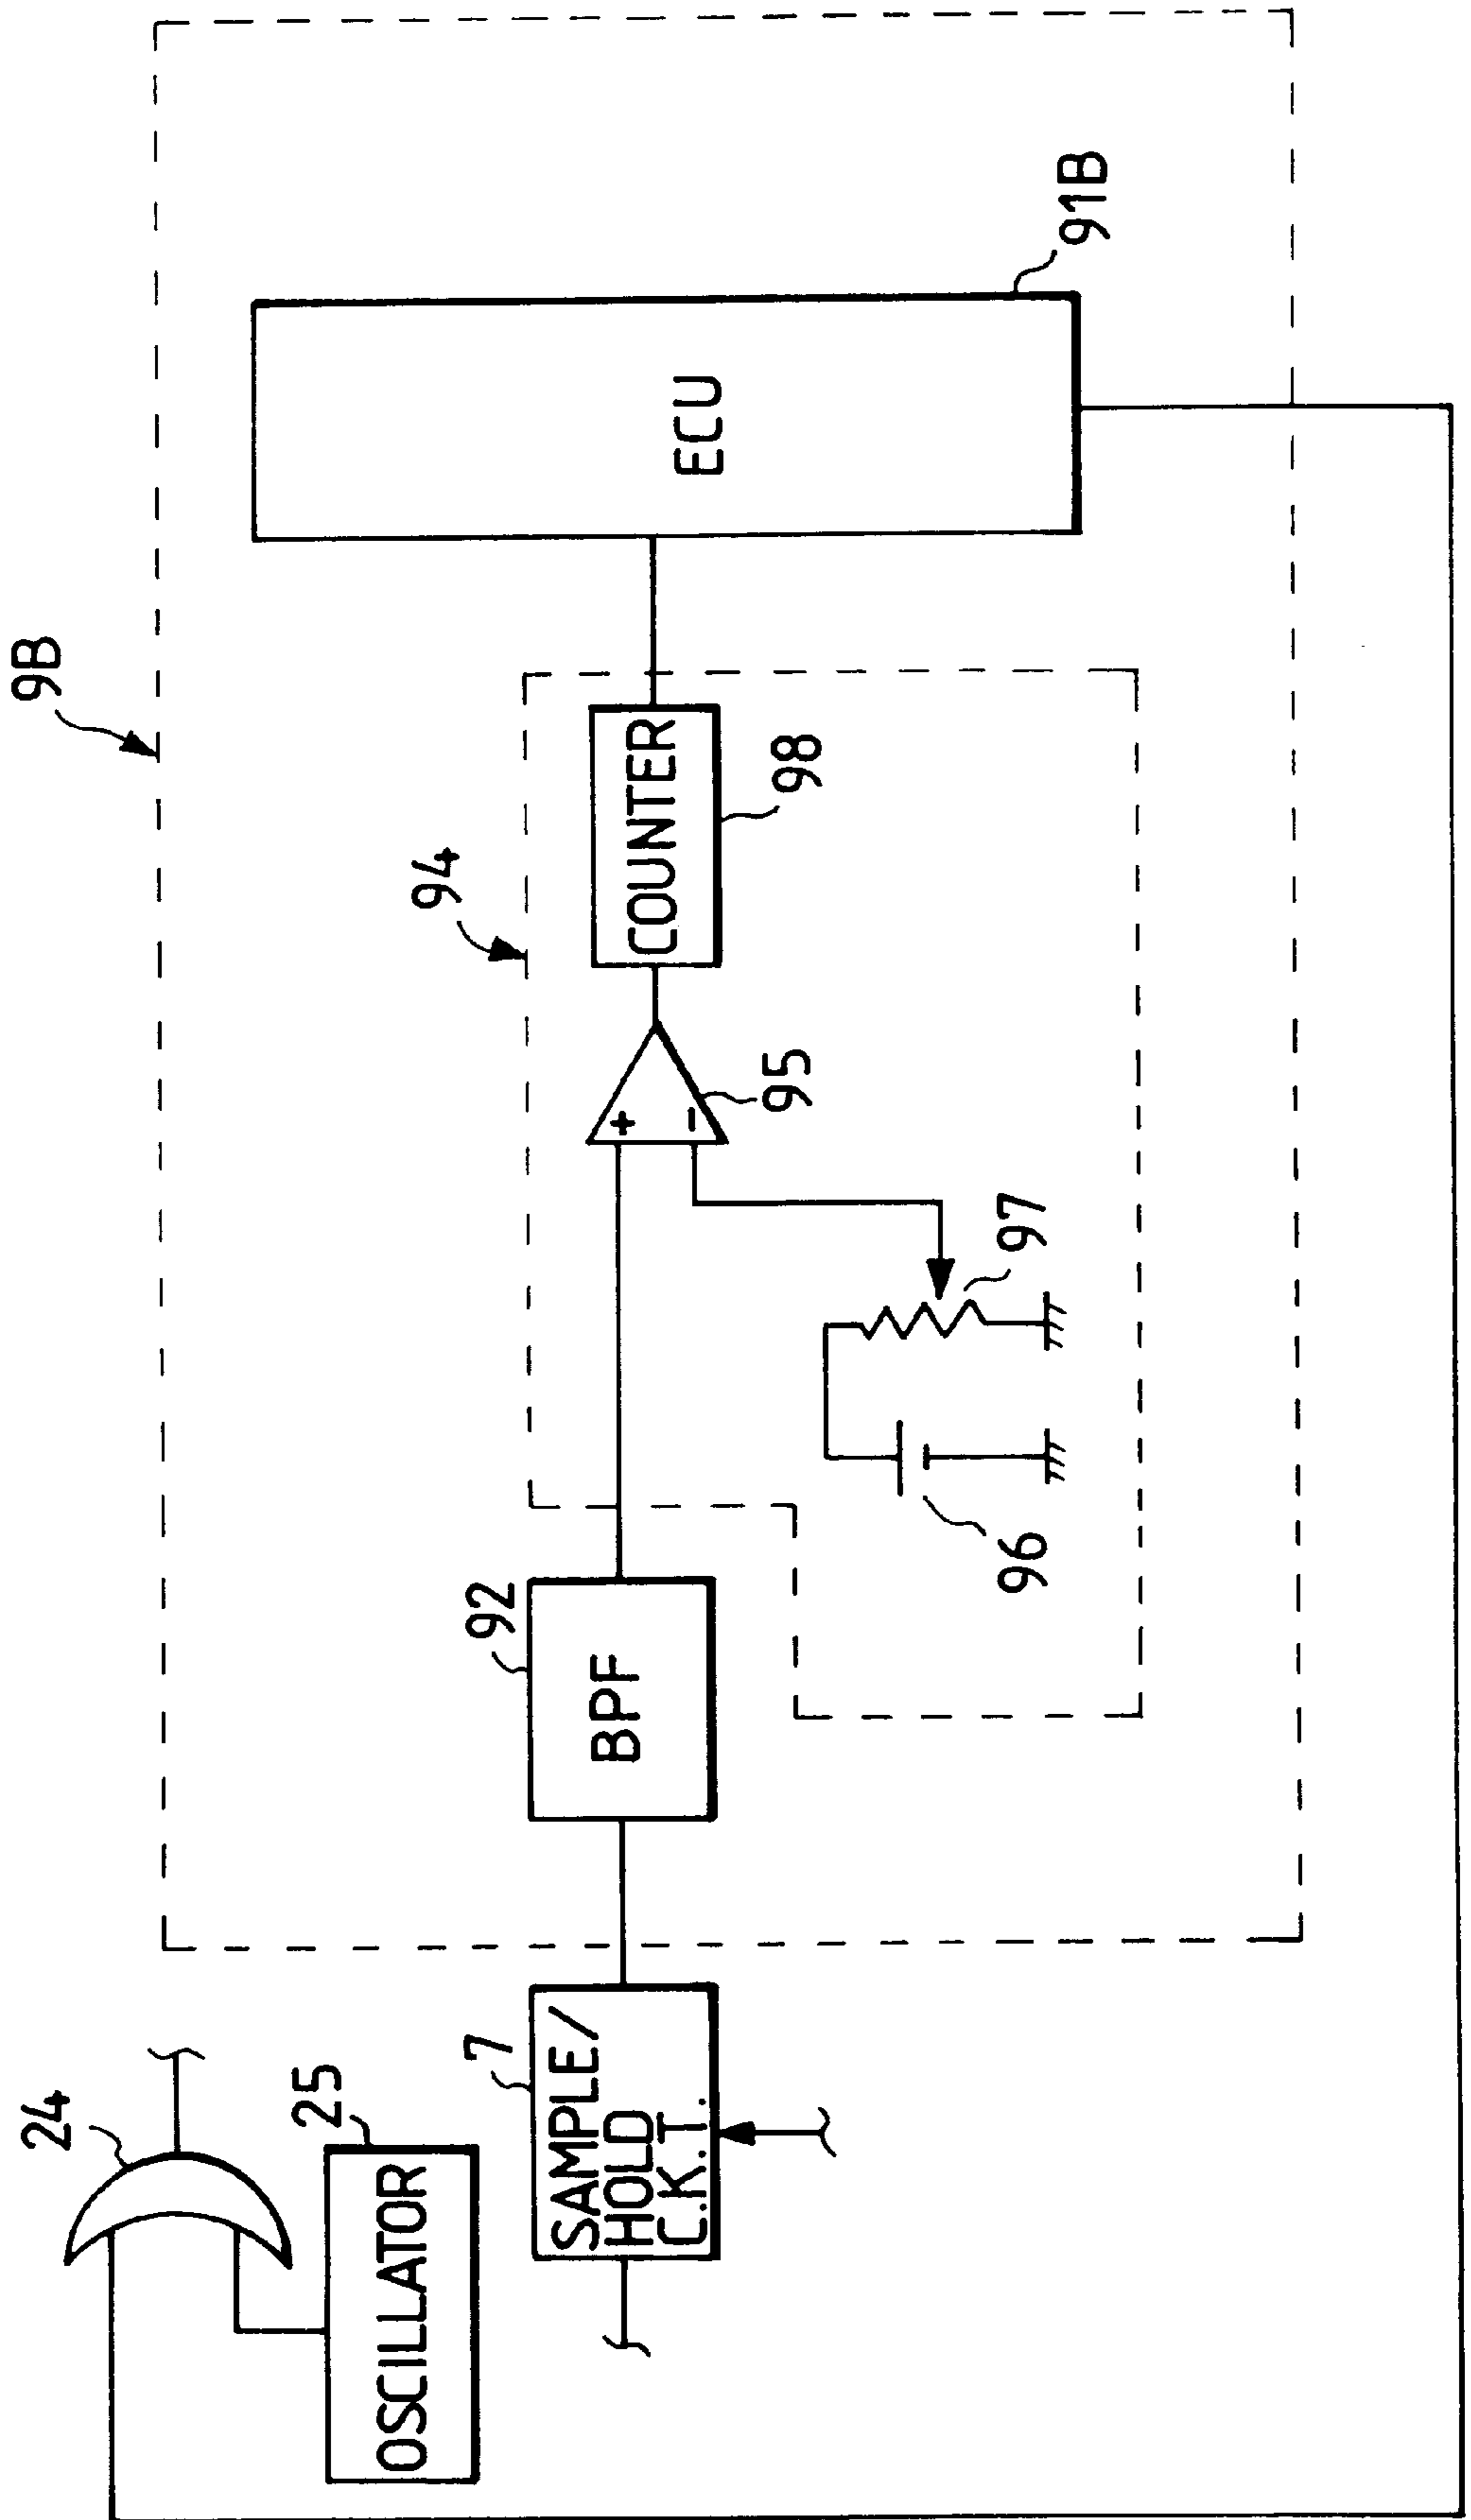 9B
24
25
OSCILLATOR
7
SAMPLE/
HOLD
C.K.T.
92
BPF
94
+
−
95
96
97
COUNTER
98
ECU
91B